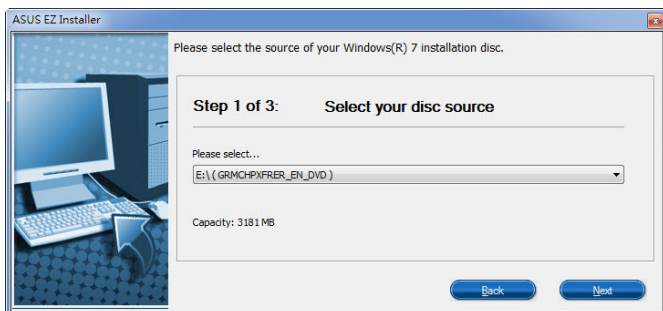 ASUS EZ Installer
Please select the source of your Windows(R) 7 installation disc.
Step 1 of 3: Select your disc source
Please select...
E:\ ( GRMCHPXFRER_EN_DVD )
Capacity: 3181 MB
Back Next